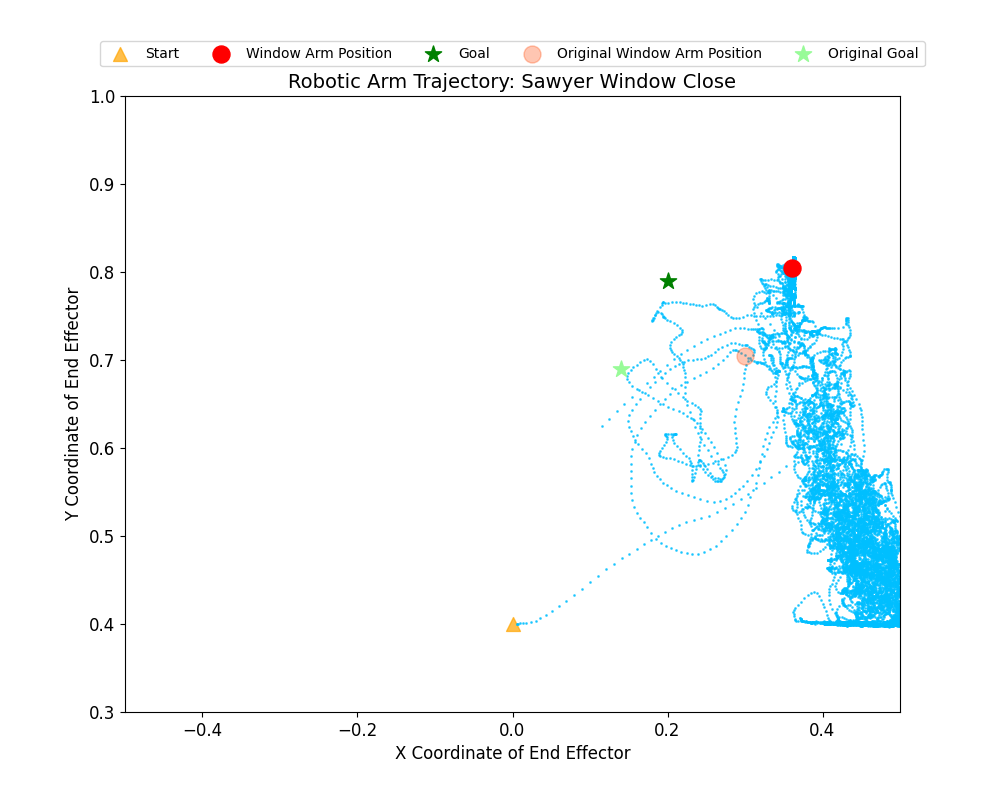 Start Window Arm Position Goal Original Window Arm Position Original Goal
Robotic Arm Trajectory: Sawyer Window Close
1.0
0.9
0.8
0.7
0.6
0.5
0.4
0.3
Y Coordinate of End Effector
−0.4 −0.2 0.0 0.2 0.4
X Coordinate of End Effector